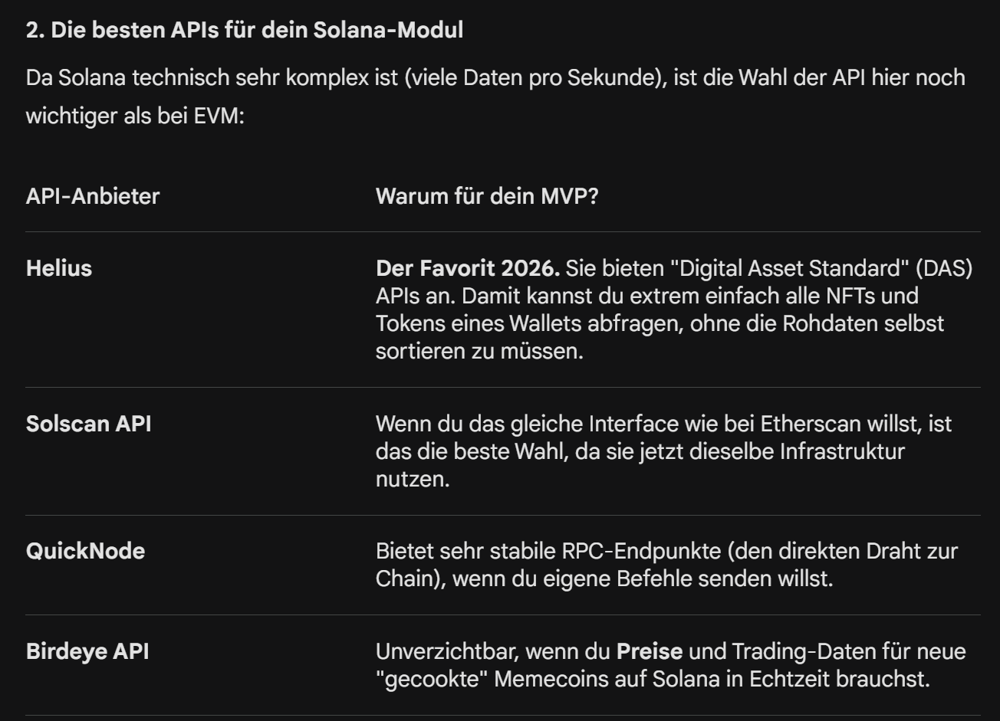 2. Die besten APIs für dein Solana-Modul
Da Solana technisch sehr komplex ist (viele Daten pro Sekunde), ist die Wahl der API hier noch
wichtiger als bei EVM:
API-Anbieter
Warum für dein MVP?
Helius
Der Favorit 2026. Sie bieten "Digital Asset Standard" (DAS)
APIs an. Damit kannst du extrem einfach alle NFTs und
Tokens eines Wallets abfragen, ohne die Rohdaten selbst
sortieren zu müssen.
Solscan API
Wenn du das gleiche Interface wie bei Etherscan willst, ist
das die beste Wahl, da sie jetzt dieselbe Infrastruktur
nutzen.
QuickNode
Bietet sehr stabile RPC-Endpunkte (den direkten Draht zur
Chain), wenn du eigene Befehle senden willst.
Birdeye API
Unverzichtbar, wenn du Preise und Trading-Daten für neue
"gecookte" Memecoins auf Solana in Echtzeit brauchst.